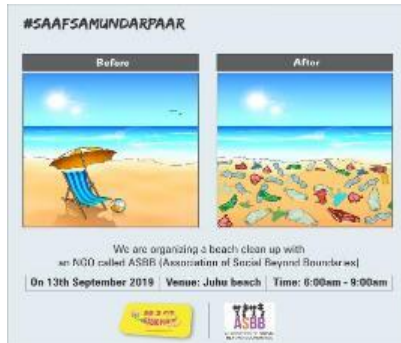 #SAAFSAMUNDARPAAR
Before
After
We are organizing a beach clean up with
an NGO called ASBB (Association of Social Beyond Boundaries)
On 13th September 2019 | Venue: Juhu beach | Time: 6:00am - 9:00am
ASBB